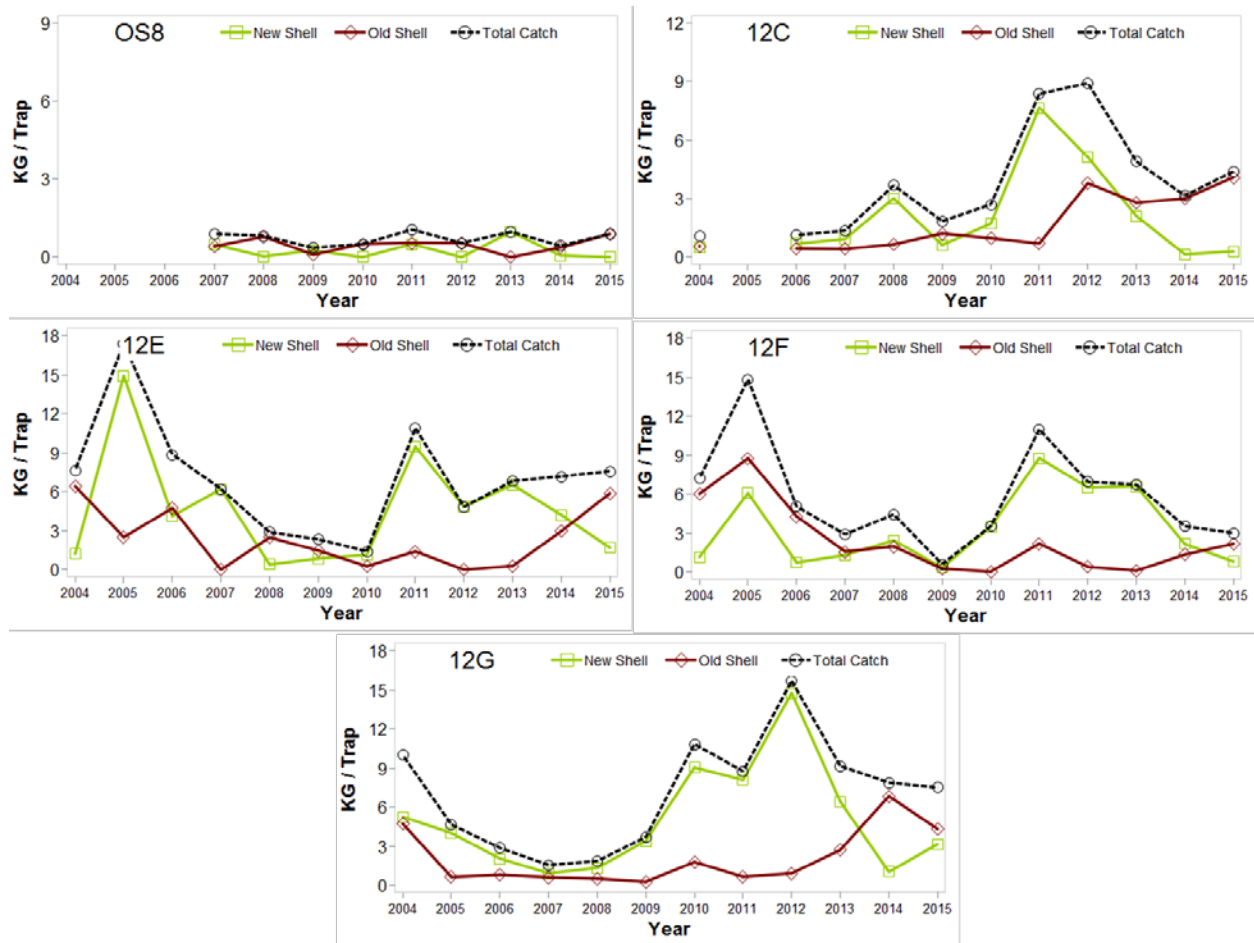 OS8
New Shell Old Shell Total Catch
9
6
3
0
KG / Trap
2004 2005 2006 2007 2008 2009 2010 2011 2012 2013 2014 2015
Year
12C
New Shell Old Shell Total Catch
12
9
6
3
0
KG / Trap
2004 2005 2006 2007 2008 2009 2010 2011 2012 2013 2014 2015
Year
12E
New Shell Old Shell Total Catch
18
15
12
9
6
3
0
KG / Trap
2004 2005 2006 2007 2008 2009 2010 2011 2012 2013 2014 2015
Year
12F
New Shell Old Shell Total Catch
18
15
12
9
6
3
0
KG / Trap
2004 2005 2006 2007 2008 2009 2010 2011 2012 2013 2014 2015
Year
12G
New Shell Old Shell Total Catch
18
15
12
9
6
3
0
KG / Trap
2004 2005 2006 2007 2008 2009 2010 2011 2012 2013 2014 2015
Year